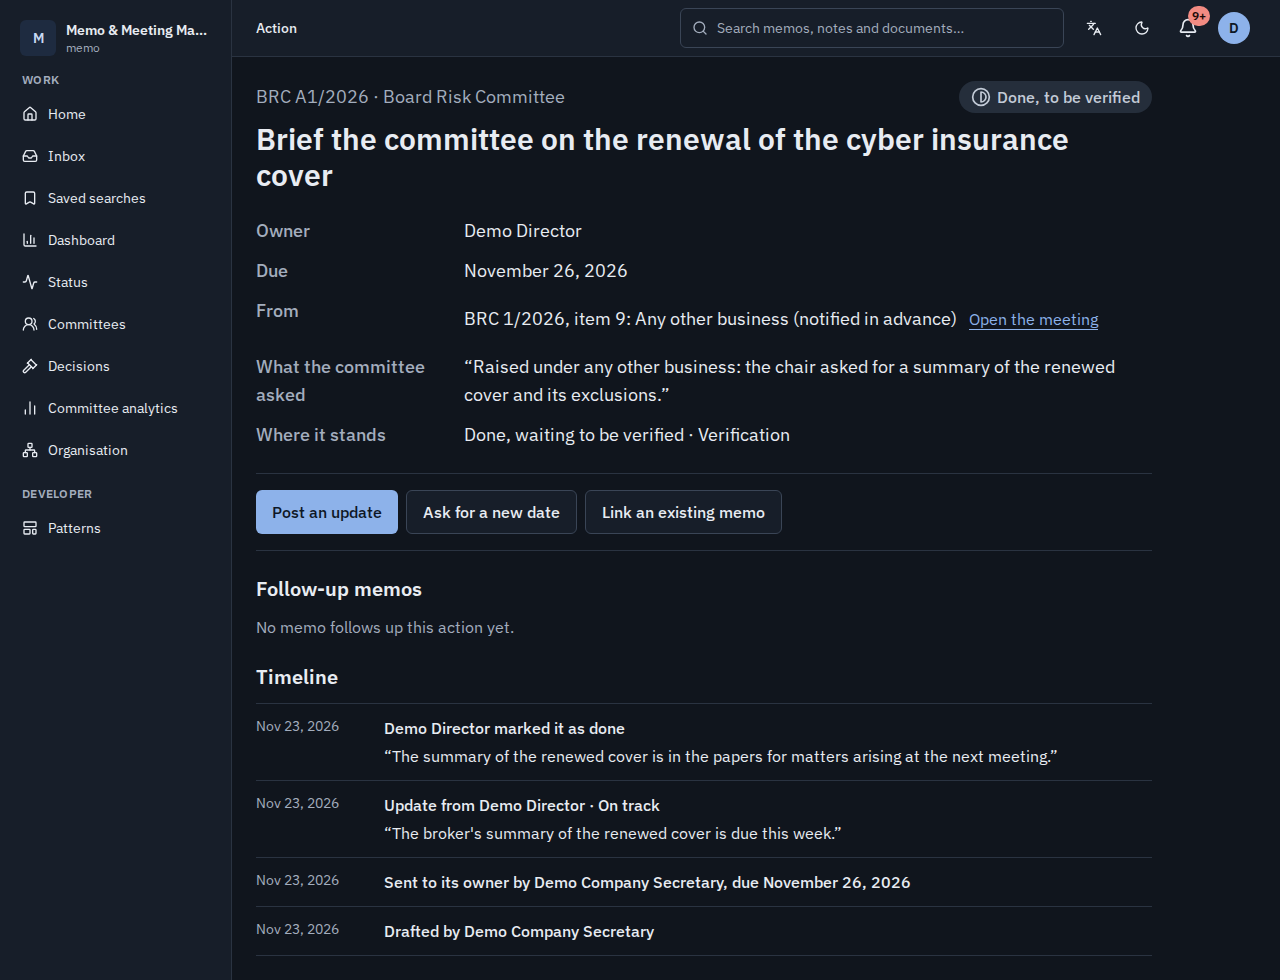 M
Memo & Meeting Ma...
memo
WORK
Home
Inbox
Saved searches
Dashboard
Status
Committees
Decisions
Committee analytics
Organisation
DEVELOPER
Patterns
Action
Search memos, notes and documents...
9+
D
BRC A1/2026 · Board Risk Committee
Done, to be verified
Brief the committee on the renewal of the cyber insurance
cover
Owner
Demo Director
Due
November 26, 2026
From
BRC 1/2026, item 9: Any other business (notified in advance) Open the meeting
What the committee
asked
“Raised under any other business: the chair asked for a summary of the renewed
cover and its exclusions.”
Where it stands
Done, waiting to be verified · Verification
Post an update
Ask for a new date
Link an existing memo
Follow-up memos
No memo follows up this action yet.
Timeline
Nov 23, 2026
Demo Director marked it as done
“The summary of the renewed cover is in the papers for matters arising at the next meeting.”
Nov 23, 2026
Update from Demo Director · On track
“The broker's summary of the renewed cover is due this week.”
Nov 23, 2026
Sent to its owner by Demo Company Secretary, due November 26, 2026
Nov 23, 2026
Drafted by Demo Company Secretary